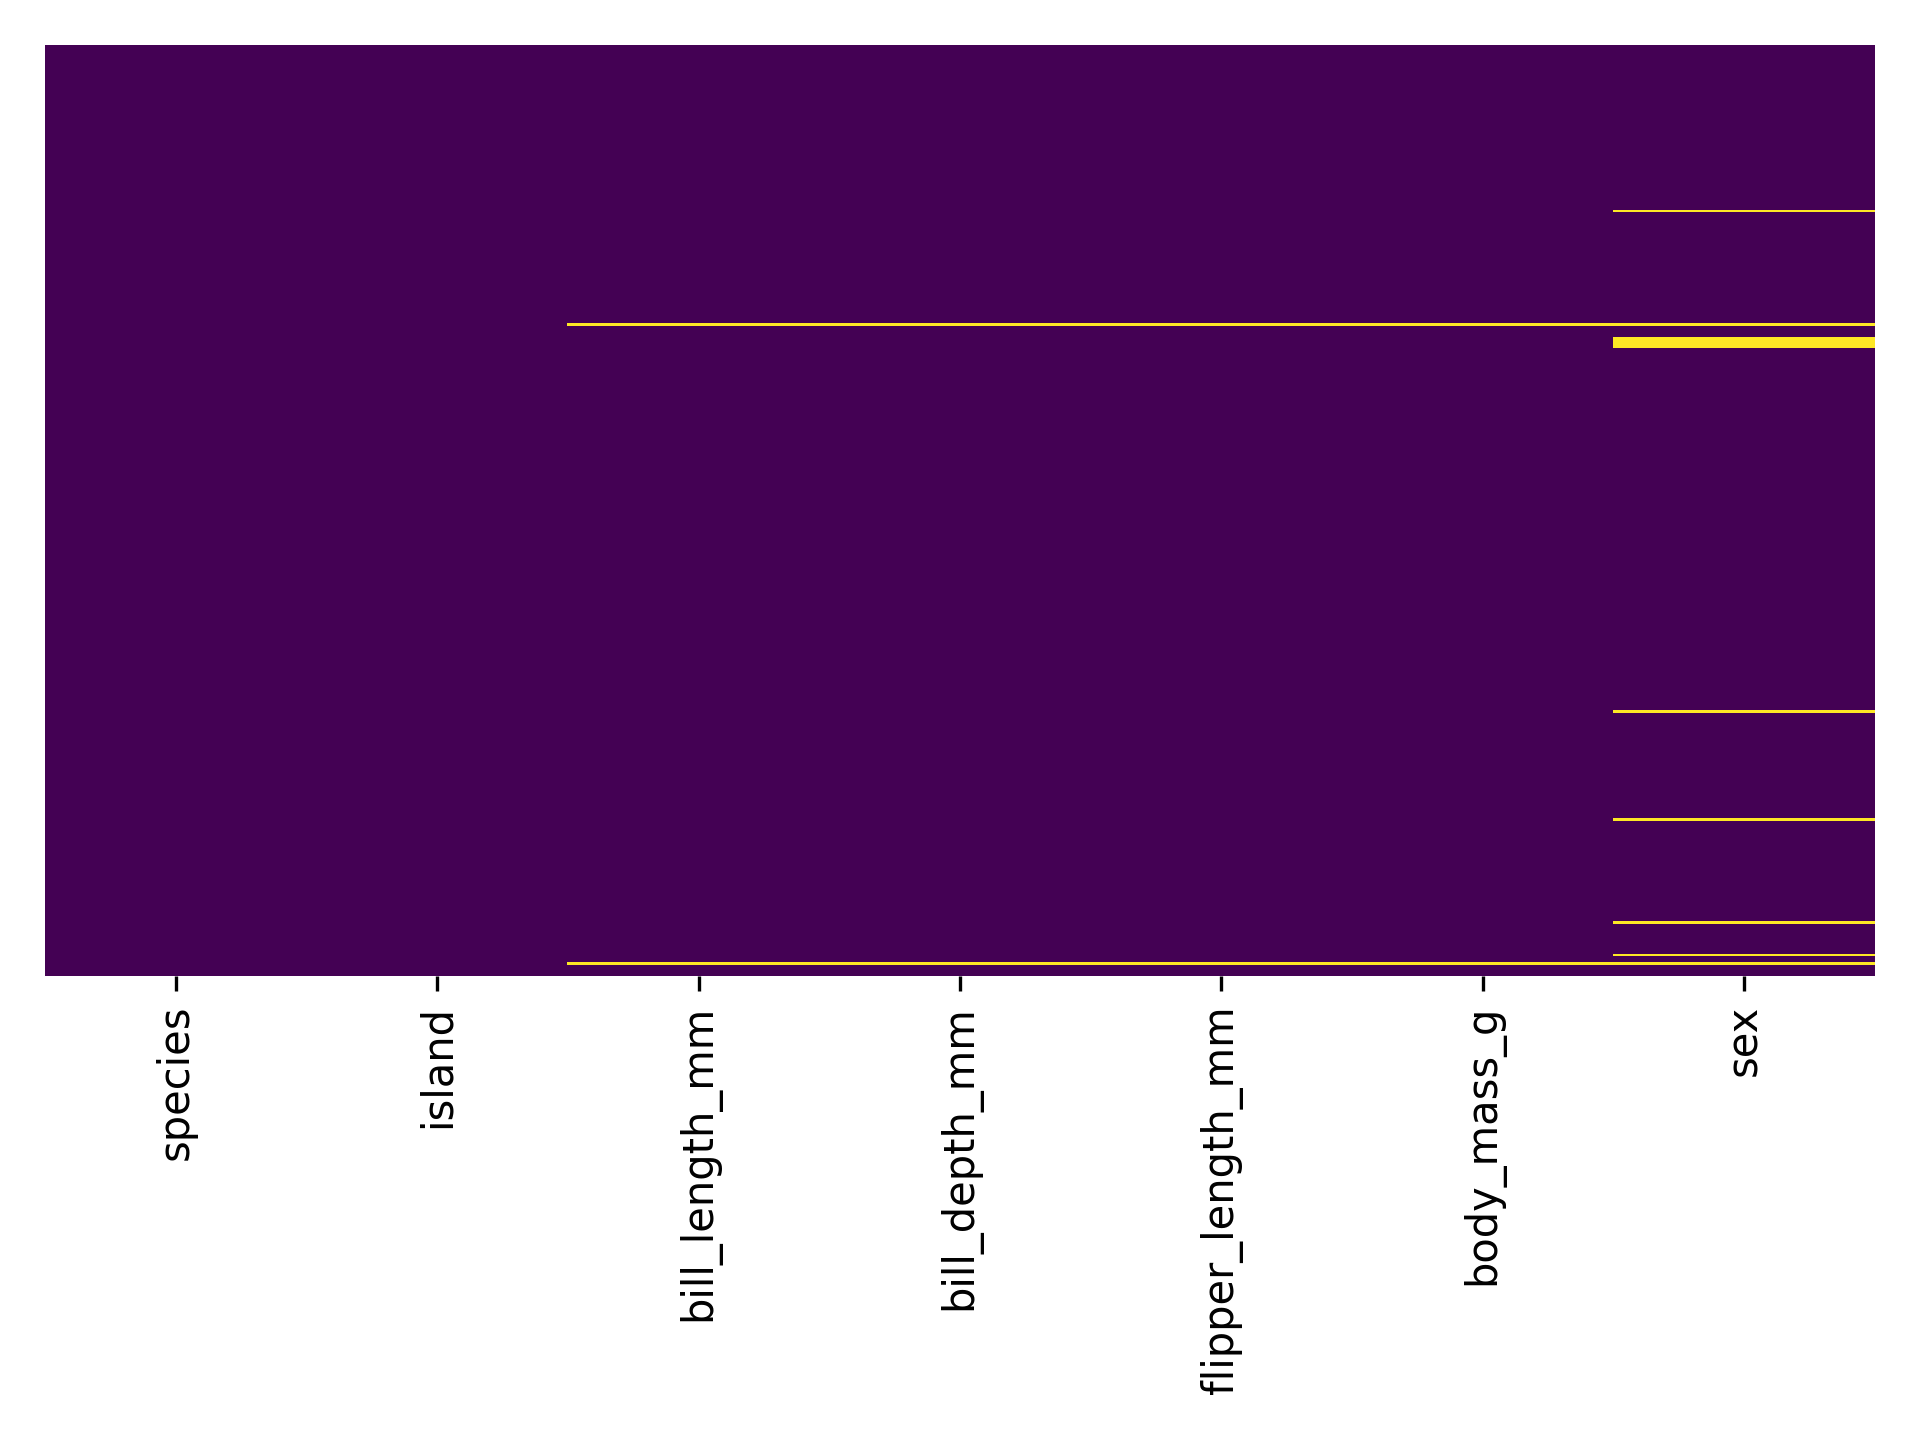 species
island
bill_length_mm
bill_depth_mm
flipper_length_mm
body_mass_g
sex